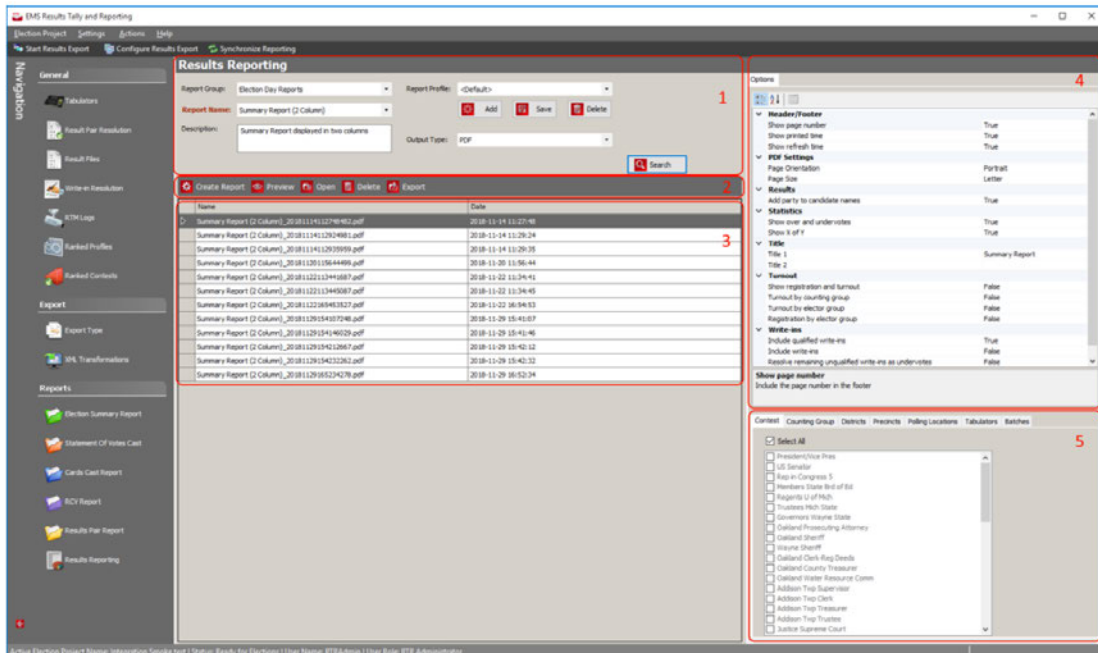 EMS Results Tally and Reporting
Election Project Settings Actions Help
Start Results Export Configure Results Export Synchronize Reporting
Navigation
General
Tabulators
Result Pair Resolution
Result Files
Write-in Resolution
RTM Logs
Ranked Profiles
Ranked Contests
Export
Export Type
XML Transformations
Reports
Election Summary Report
Statement Of Votes Cast
Cards Cast Report
RCV Report
Results Pair Report
Results Reporting
Results Reporting
1
Report Group: Election Day Reports
Report Profile: <Default>
Report Name: Summary Report (2 Column)
Add Save Delete
Description: Summary Report displayed in two columns
Output Type: PDF
Search
Create Report Preview Open Delete Export
2
Name Date
3
Summary Report (2 Column)_20181114112748482.pdf 2018-11-14 11:27:48
Summary Report (2 Column)_20181114112924981.pdf 2018-11-14 11:29:24
Summary Report (2 Column)_20181114112935959.pdf 2018-11-14 11:29:35
Summary Report (2 Column)_20181120115644499.pdf 2018-11-20 11:56:44
Summary Report (2 Column)_20181122113441687.pdf 2018-11-22 11:34:41
Summary Report (2 Column)_20181122113445087.pdf 2018-11-22 11:34:45
Summary Report (2 Column)_20181122165453527.pdf 2018-11-22 16:54:53
Summary Report (2 Column)_20181129154107248.pdf 2018-11-29 15:41:07
Summary Report (2 Column)_20181129154146029.pdf 2018-11-29 15:41:46
Summary Report (2 Column)_20181129154212667.pdf 2018-11-29 15:42:12
Summary Report (2 Column)_20181129154232262.pdf 2018-11-29 15:42:32
Summary Report (2 Column)_20181129165234278.pdf 2018-11-29 16:52:34
Options
4
Header/Footer
Show page number True
Show printed time True
Show refresh time True
PDF Settings
Page Orientation Portrait
Page Size Letter
Results
Add party to candidate names True
Statistics
Show over and undervotes True
Show X of Y True
Title
Title 1 Summary Report
Title 2
Turnout
Show registration and turnout False
Turnout by counting group False
Turnout by elector group False
Registration by elector group False
Write-ins
Include qualified write-ins True
Include write-ins False
Resolve remaining unqualified write-ins as undervotes False
Show page number
Include the page number in the footer
Contest Counting Group Districts Precincts Polling Locations Tabulators Batches
5
Select All
President/Vice Pres
US Senator
Rep in Congress 5
Members State Brd of Ed
Regents U of Mich
Trustees Mich State
Governors Wayne State
Oakland Prosecuting Attorney
Oakland Sheriff
Wayne Sheriff
Oakland Clerk-Reg Deeds
Oakland County Treasurer
Oakland Water Resource Comm
Addison Twp Supervisor
Addison Twp Clerk
Addison Twp Treasurer
Addison Twp Trustee
Justice Supreme Court
Active Election Project Name: Integration Smoke test | Status: Ready for Elections | User Name: RTRAdmin | User Role: RTR Administrator